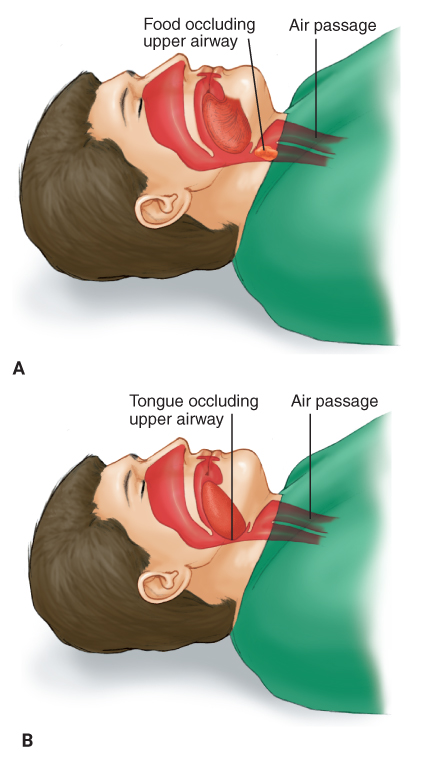 Food occluding
upper airway
Air passage
A
Tongue occluding
upper airway
Air passage
B